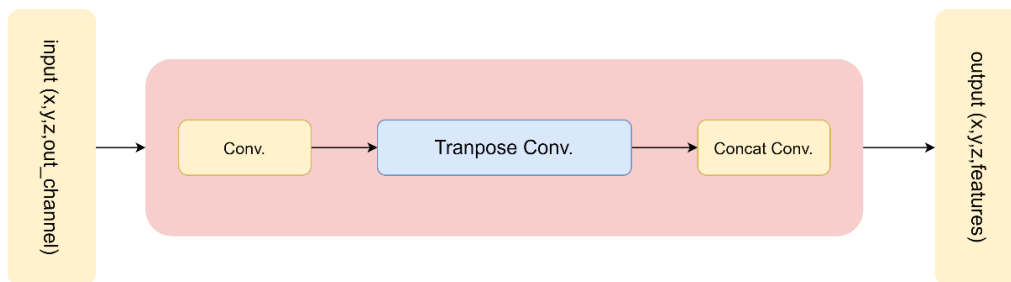 input (x,y,z,out_channel)
Conv.
Tranpose Conv.
Concat Conv.
output (x,y,z,features)